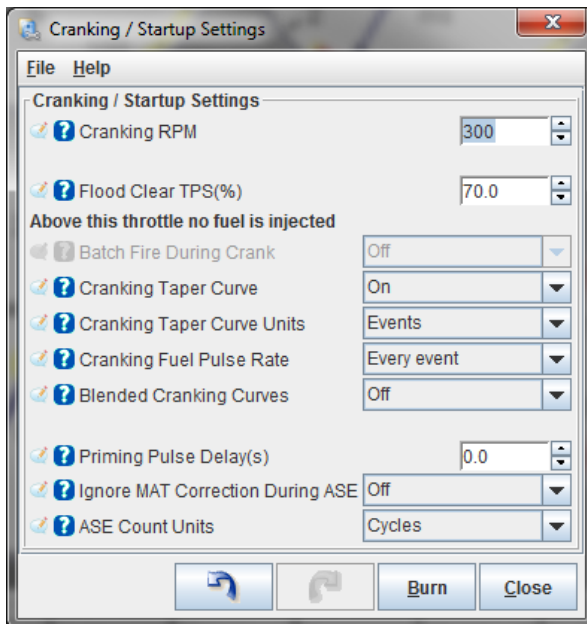 Cranking / Startup Settings
File Help
Cranking / Startup Settings
Cranking RPM 300
Flood Clear TPS(%) 70.0
Above this throttle no fuel is injected
Batch Fire During Crank Off
Cranking Taper Curve On
Cranking Taper Curve Units Events
Cranking Fuel Pulse Rate Every event
Blended Cranking Curves Off
Priming Pulse Delay(s) 0.0
Ignore MAT Correction During ASE Off
ASE Count Units Cycles
Burn Close